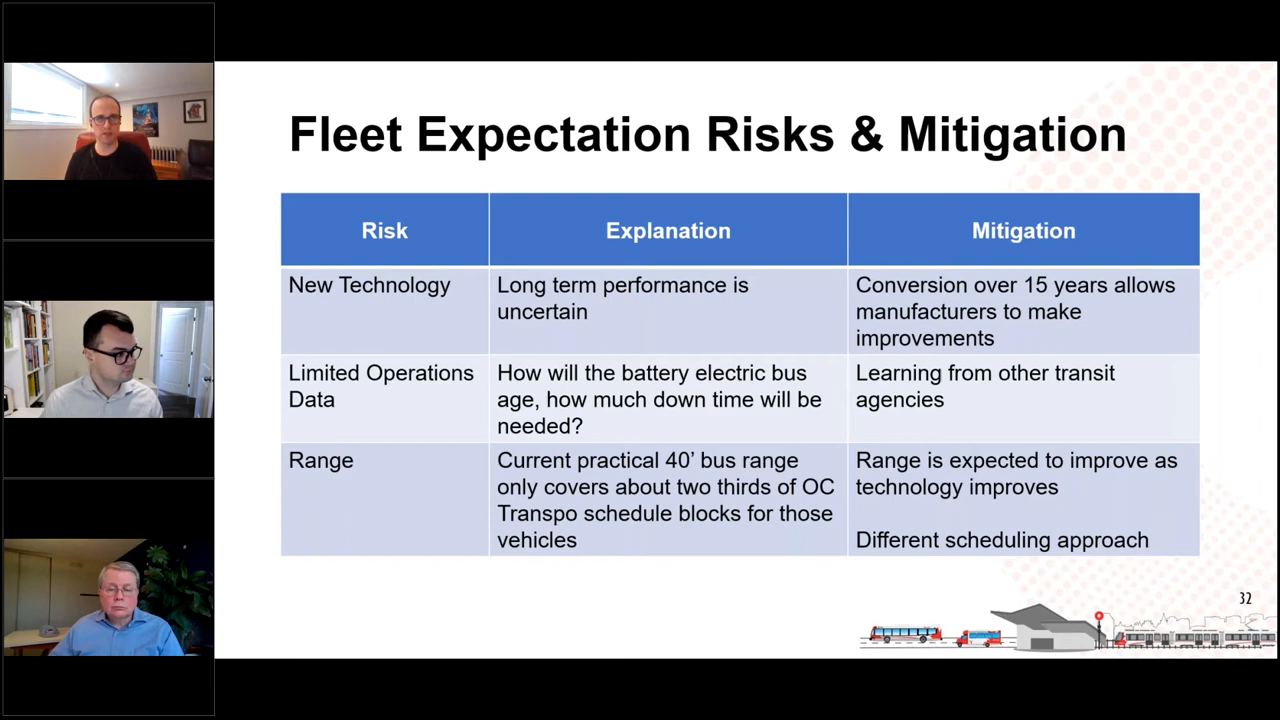 Fleet Expectation Risks & Mitigation
Risk
Explanation
Mitigation
New Technology
Long term performance is
uncertain
Conversion over 15 years allows
manufacturers to make
improvements
Limited Operations
Data
How will the battery electric bus
age, how much down time will be
needed?
Learning from other transit
agencies
Range
Current practical 40’ bus range
only covers about two thirds of OC
Transpo schedule blocks for those
vehicles
Range is expected to improve as
technology improves
Different scheduling approach
32